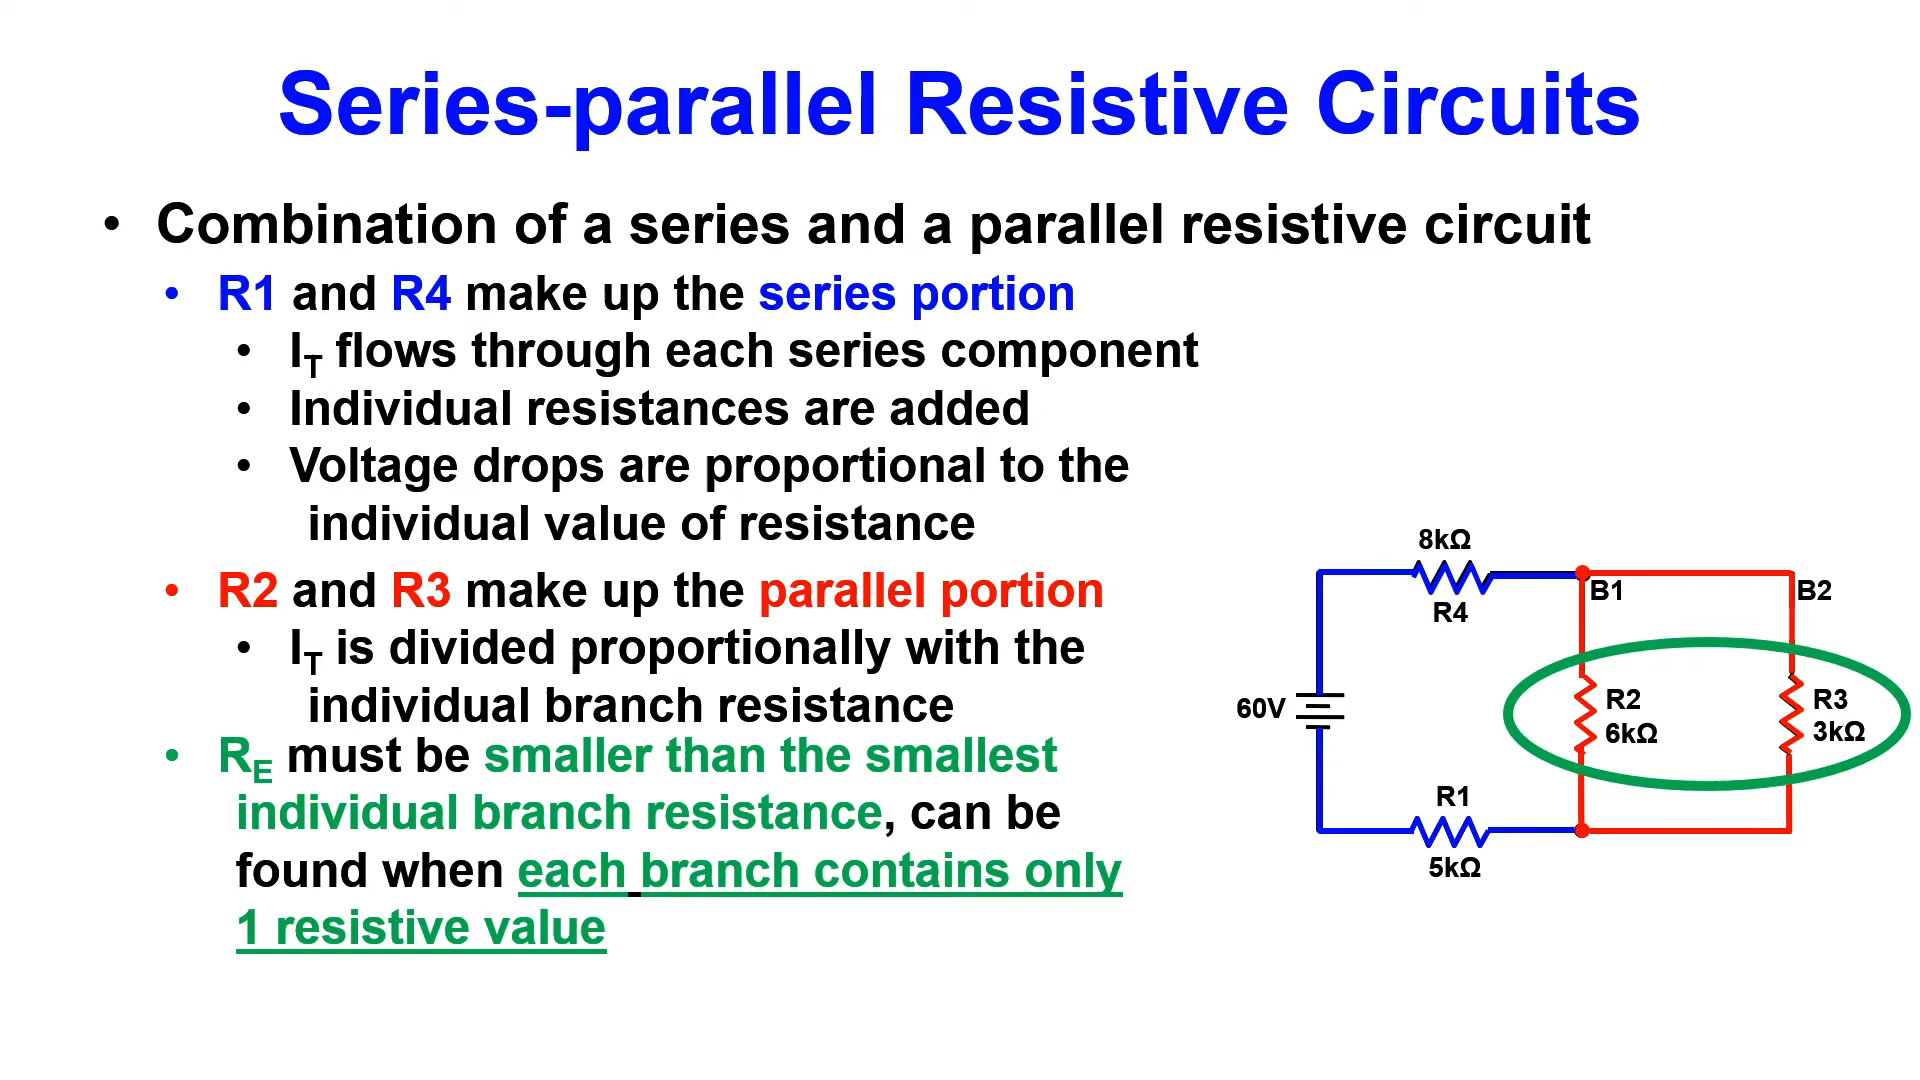 Series-parallel Resistive Circuits
• Combination of a series and a parallel resistive circuit
• R1 and R4 make up the series portion
• IT flows through each series component
• Individual resistances are added
• Voltage drops are proportional to the
individual value of resistance
• R2 and R3 make up the parallel portion
• IT is divided proportionally with the
individual branch resistance
• RE must be smaller than the smallest
individual branch resistance, can be
found when each branch contains only
1 resistive value
8kΩ
R4
B1
B2
60V
R2
6kΩ
R3
3kΩ
R1
5kΩ